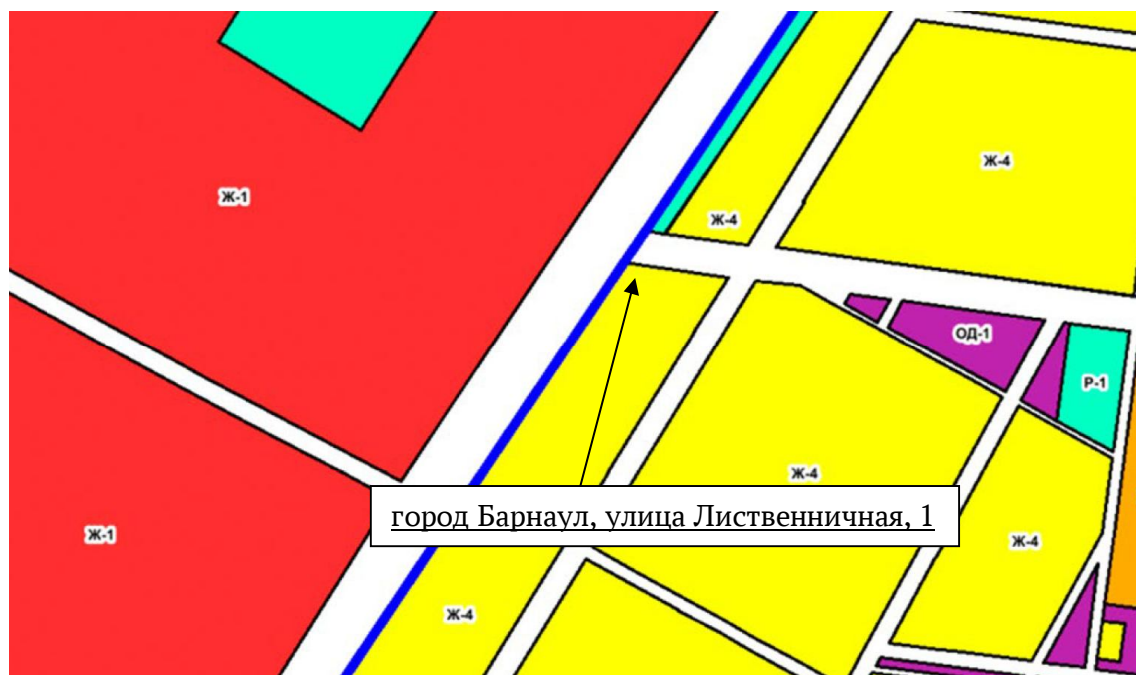 Ж-4
Ж-1
Ж-4
ОД-1
Р-1
Ж-4
город Барнаул, улица Лиственничная, 1
Ж-1
Ж-4
Ж-4